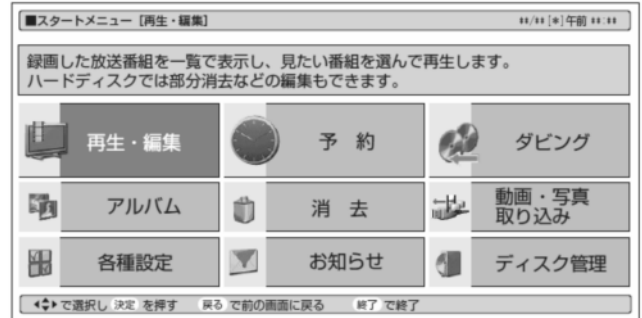 ■スタートメニュー［再生・編集］ **/**[*]午前 **:**
録画した放送番組を一覧で表示し、見たい番組を選んで再生します。
ハードディスクでは部分消去などの編集もできます。
再生・編集
予 約
ダビング
アルバム
消 去
動画・写真
取り込み
各種設定
お知らせ
ディスク管理
で選択し 決定 を押す 戻る で前の画面に戻る 終了 で終了